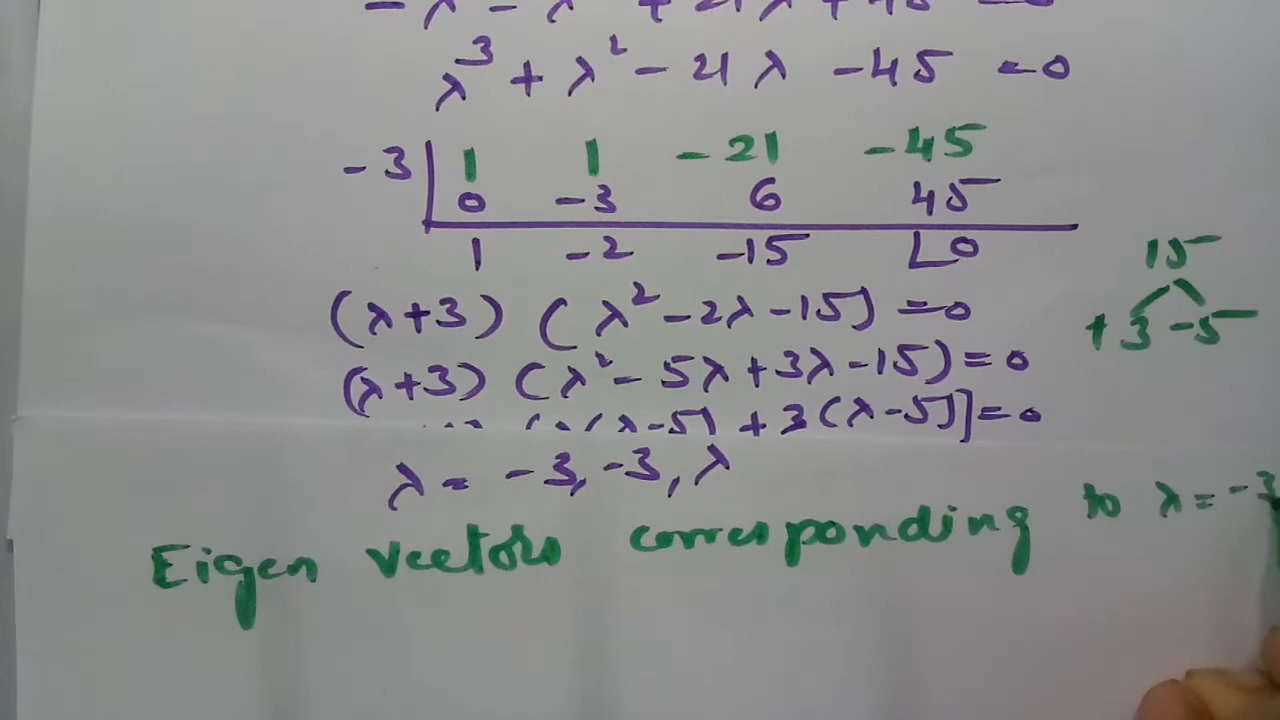 λ³ + λ² - 21λ - 45 = 0
-3 | 1 1 -21 -45
0 -3 6 45
1 -2 -15 |0
15
+3 -5
(λ+3) (λ² - 2λ - 15) = 0
(λ+3) (λ² - 5λ + 3λ - 15) = 0
(λ-5) + 3(λ-5)] = 0
λ = -3, -3, λ
Eigen vectors corresponding to λ = -3